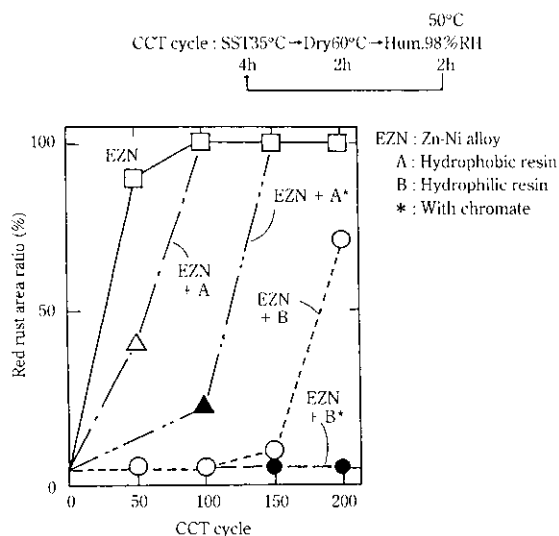 50°C
CCT cycle : SST35°C→Dry60°C→Hum.98%RH
4h 2h 2h
EZN : Zn-Ni alloy
A : Hydrophobic resin
B : Hydrophilic resin
* : With chromate
Red rust area ratio (%)
100
50
0
EZN
EZN + A*
EZN
+ A
EZN
+ B
EZN
+ B*
0 50 100 150 200
CCT cycle